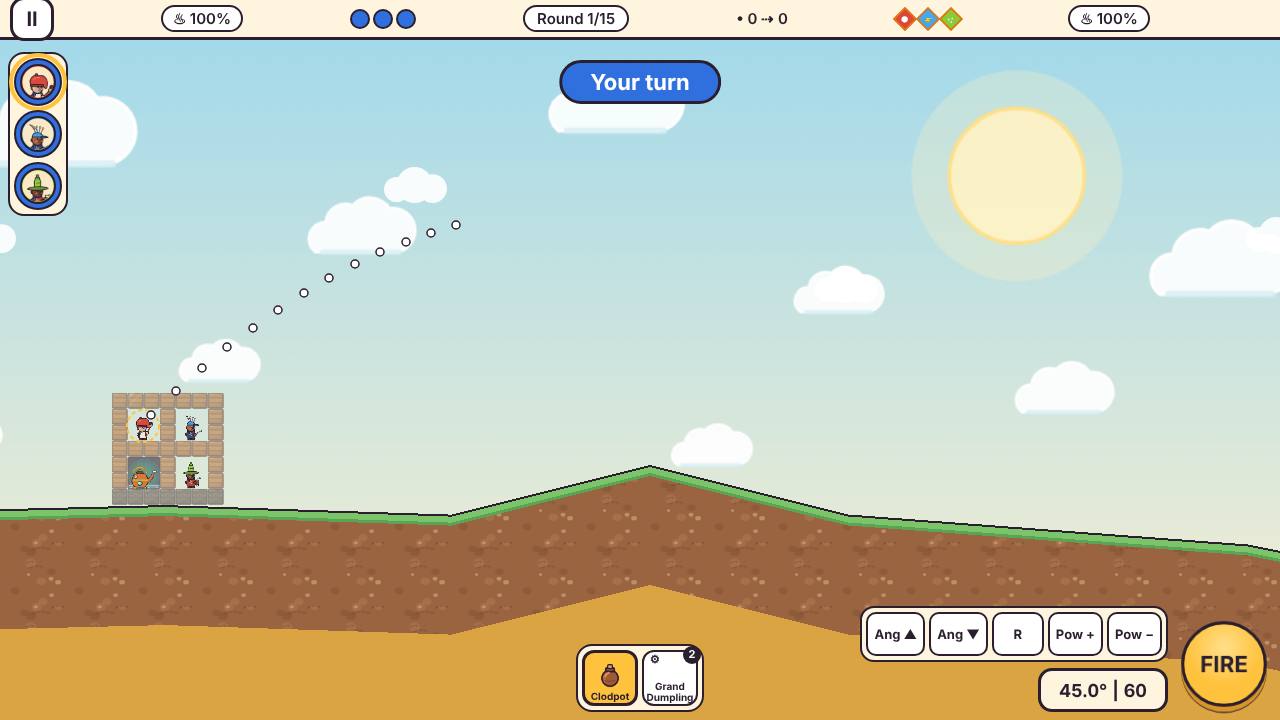 100%
Round 1/15
• 0 ⇢ 0
100%
Your turn
Ang ▲
Ang ▼
R
Pow +
Pow −
FIRE
45.0° | 60
Clodpot
2
Grand
Dumpling